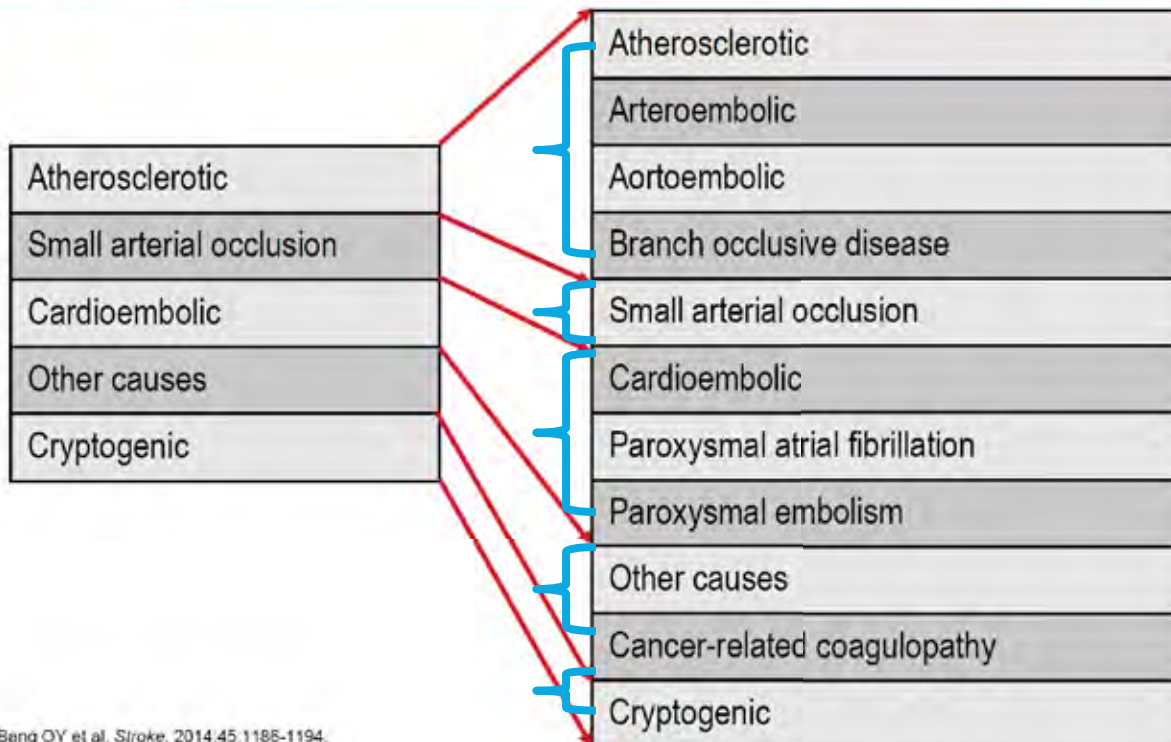 Atherosclerotic
Small arterial occlusion
Cardioembolic
Other causes
Cryptogenic
Atherosclerotic
Arteroembolic
Aortoembolic
Branch occlusive disease
Small arterial occlusion
Cardioembolic
Paroxysmal atrial fibrillation
Paroxysmal embolism
Other causes
Cancer-related coagulopathy
Cryptogenic
Bang OY et al. Stroke. 2014;45:1186-1194.